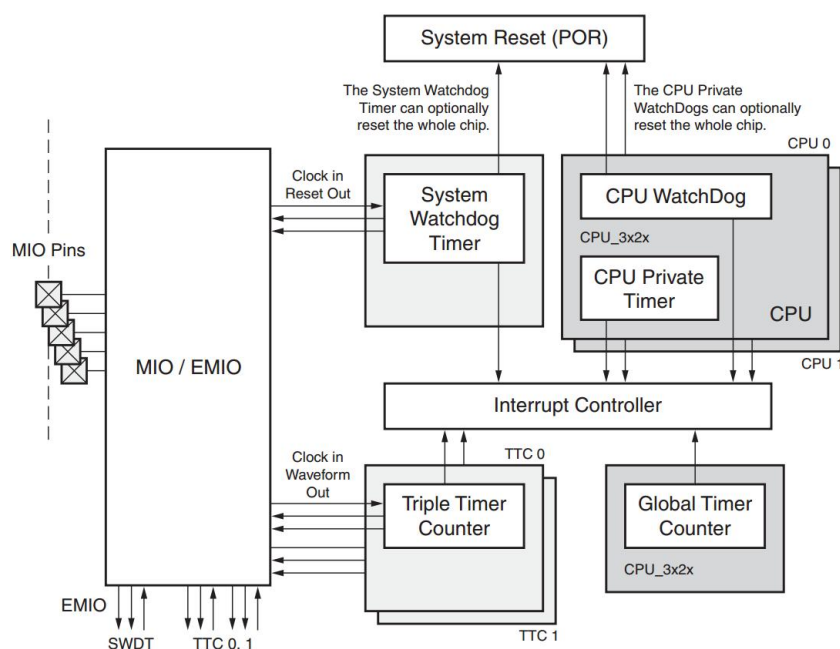 System Reset (POR)
The System Watchdog
Timer can optionally
reset the whole chip.
The CPU Private
WatchDogs can optionally
reset the whole chip.
CPU 0
Clock in
Reset Out
System
Watchdog
Timer
CPU WatchDog
CPU_3x2x
CPU Private
Timer
CPU
CPU 1
MIO Pins
MIO / EMIO
Interrupt Controller
Clock in
Waveform
Out
TTC 0
Triple Timer
Counter
TTC 1
Global Timer
Counter
CPU_3x2x
EMIO
SWDT
TTC 0, 1